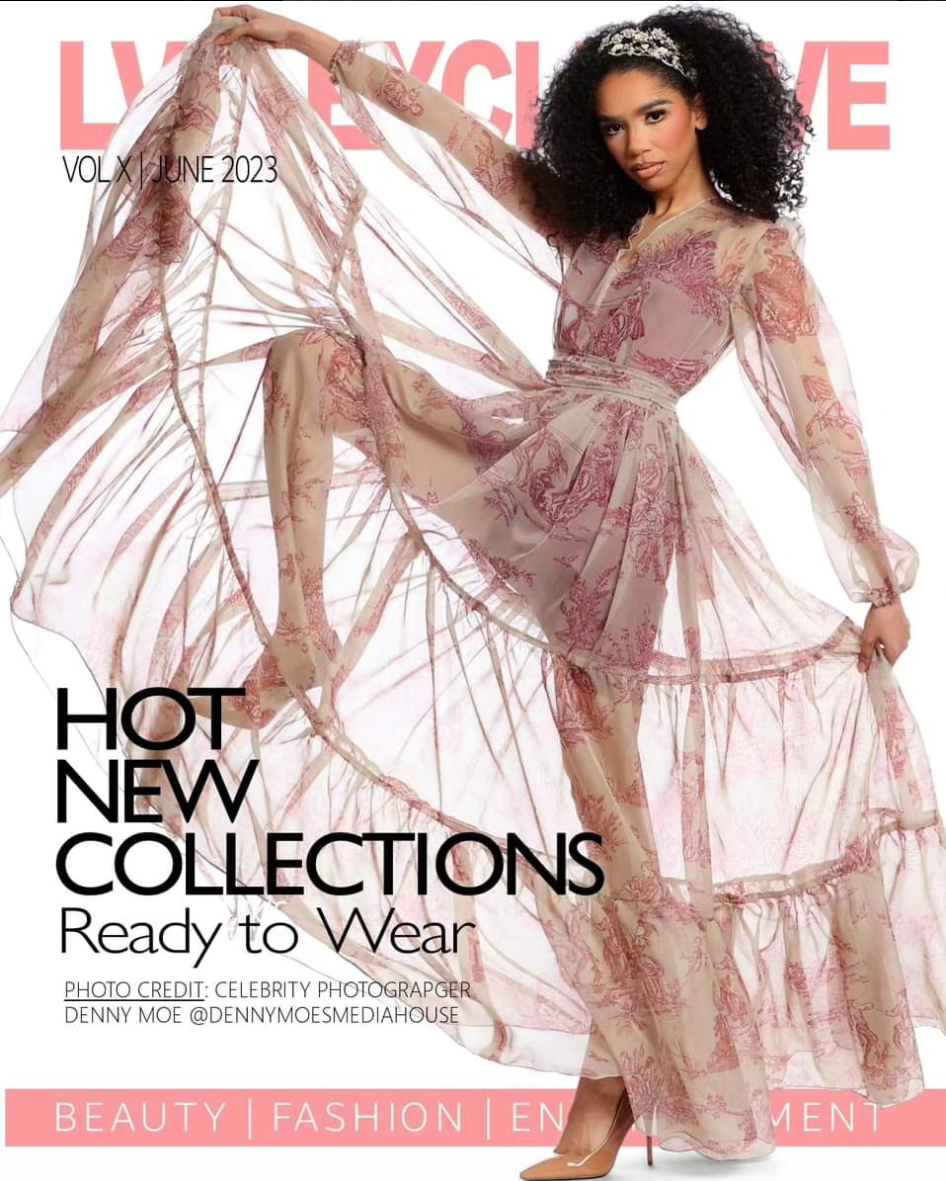 VOL X | JUNE 2023
HOT
NEW
COLLECTIONS
Ready to Wear
PHOTO CREDIT: CELEBRITY PHOTOGRAPGER
DENNY MOE @DENNYMOESMEDIAHOUSE
BEAUTY | FASHION |